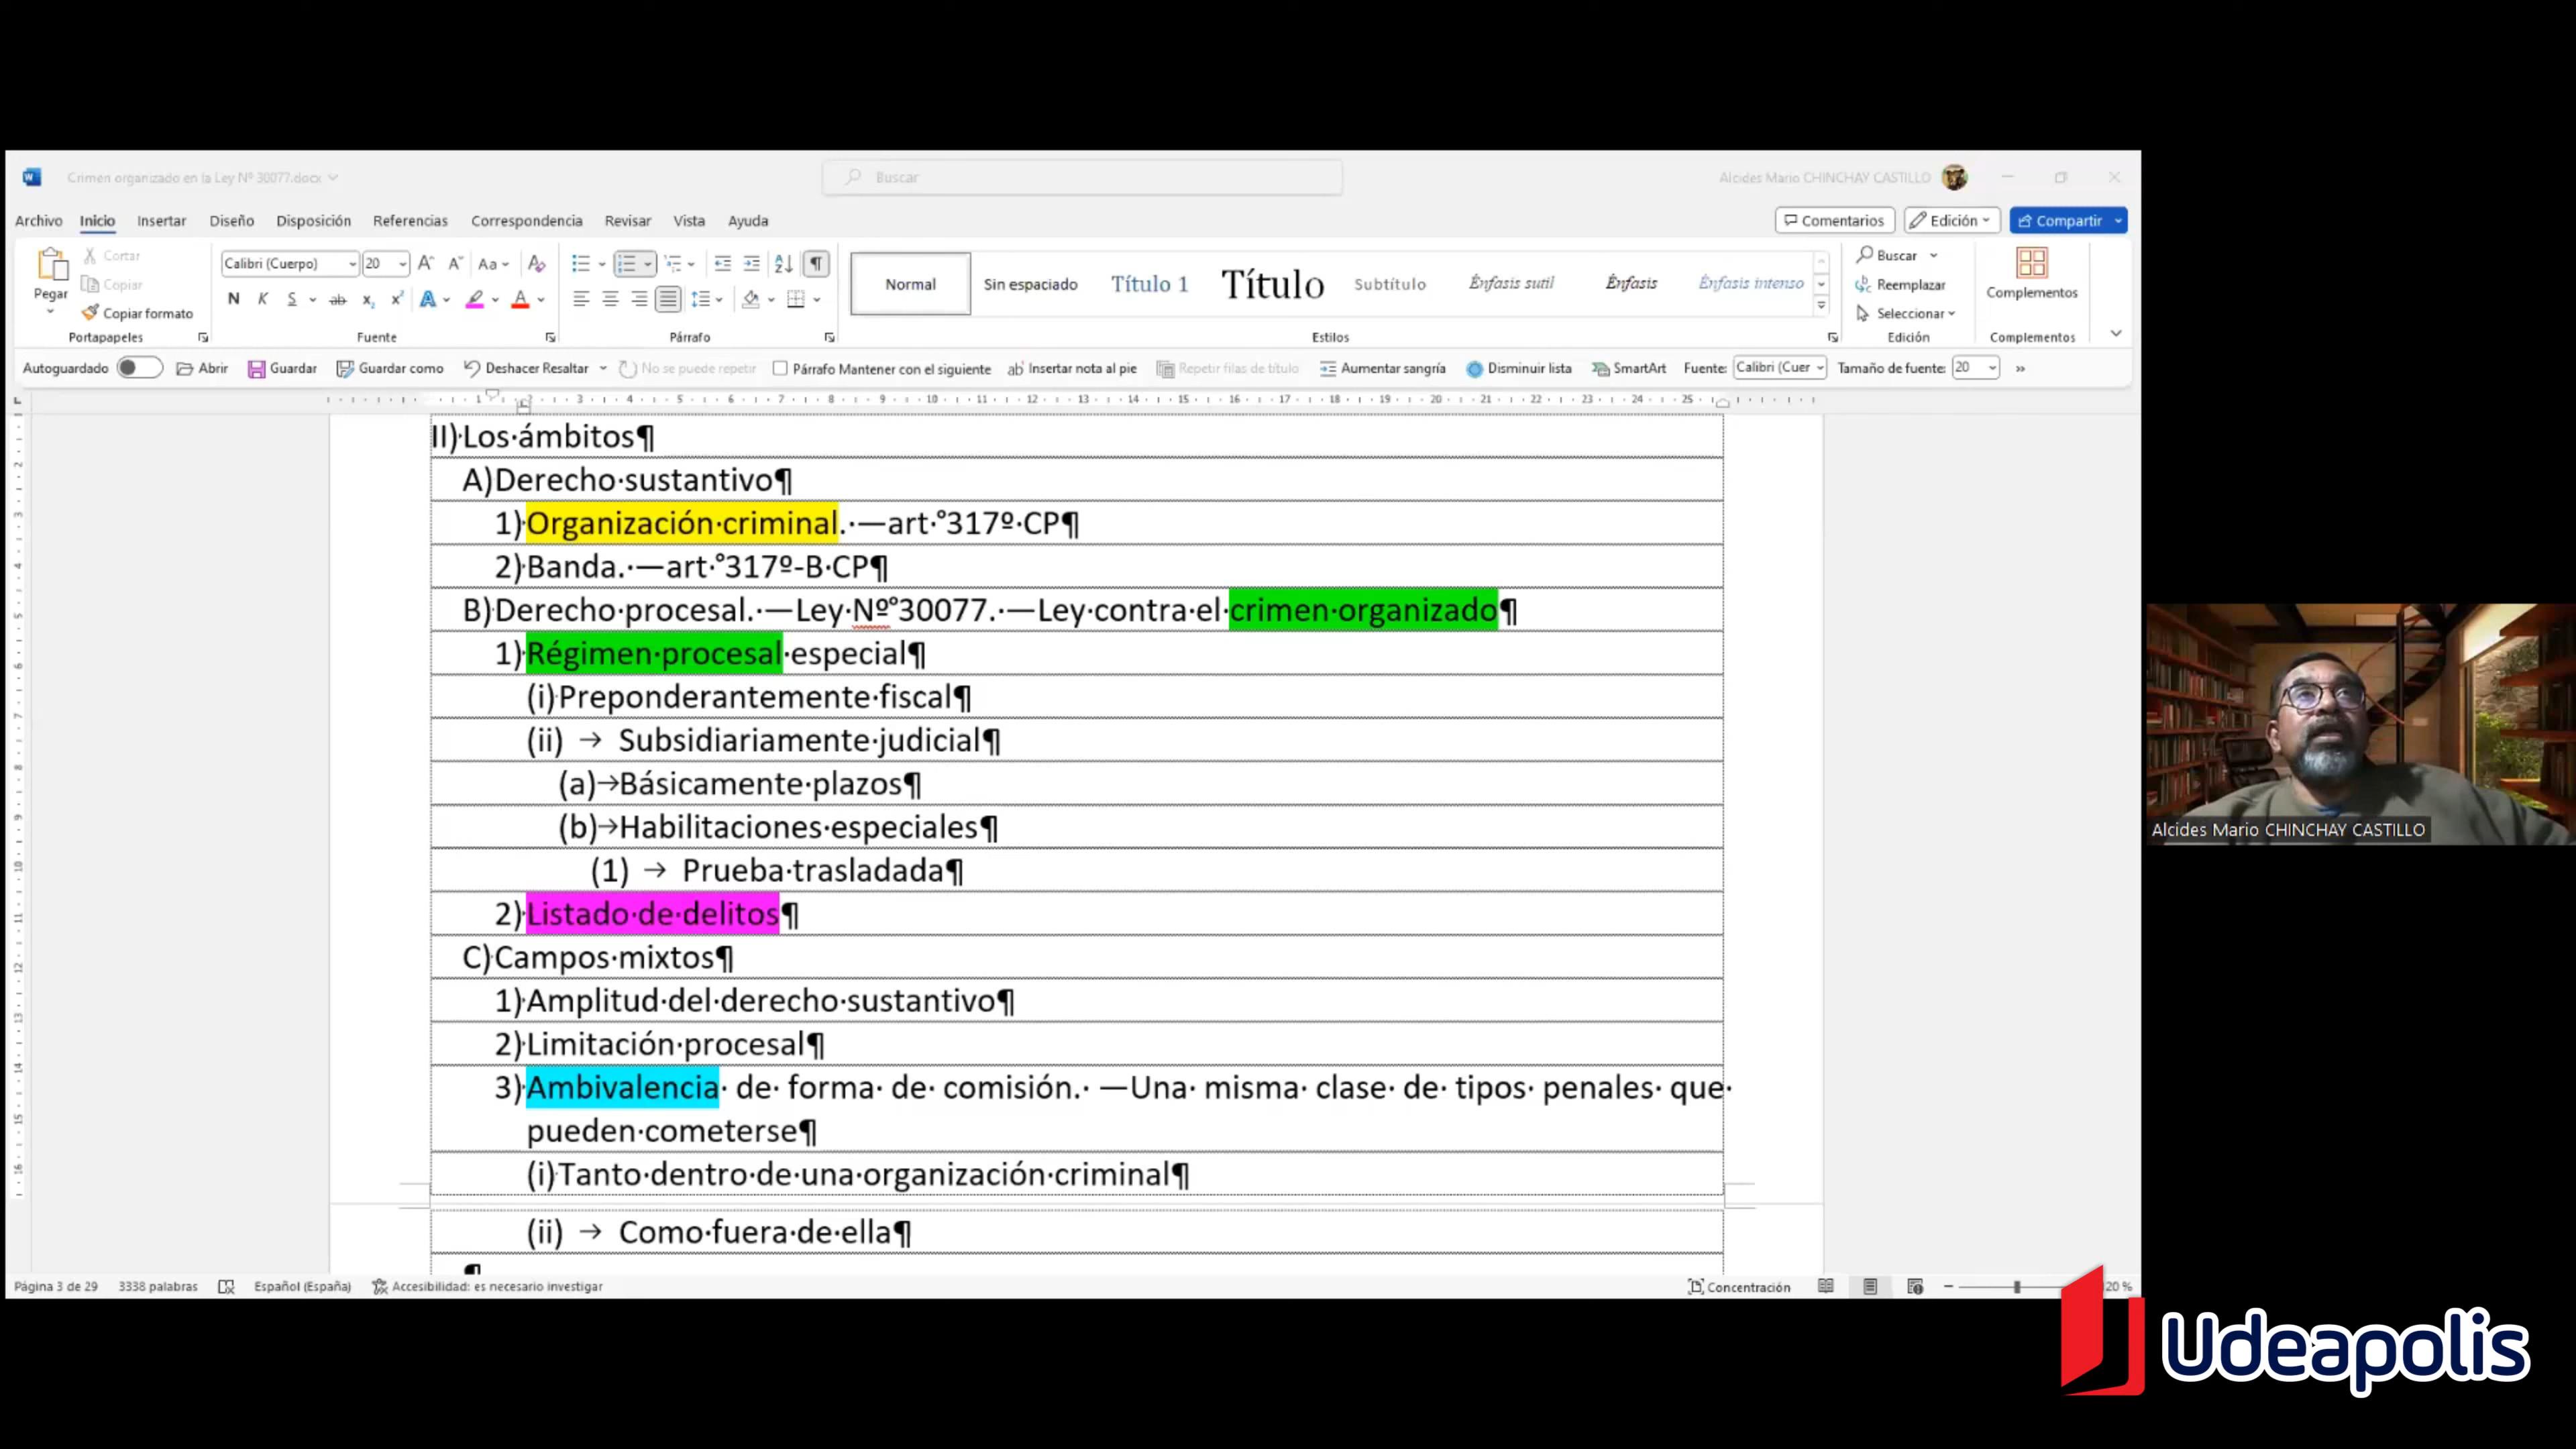 Crimen organizado en la Ley Nº 30077.docx
Buscar
Alcides Mario CHINCHAY CASTILLO
Archivo Inicio Insertar Diseño Disposición Referencias Correspondencia Revisar Vista Ayuda
Comentarios Edición Compartir
Pegar
Cortar
Copiar
Copiar formato
Portapapeles
Calibri (Cuerpo) 20
Fuente
Párrafo
Normal Sin espaciado Título 1 Título Subtítulo Énfasis sutil Énfasis Énfasis intenso
Estilos
Buscar
Reemplazar
Seleccionar
Edición
Complementos
Complementos
Autoguardado Abrir Guardar Guardar como Deshacer Resaltar No se puede repetir Párrafo Mantener con el siguiente Insertar nota al pie Repetir filas de título Aumentar sangría Disminuir lista SmartArt Fuente: Calibri (Cuer Tamaño de fuente: 20 »
II) Los·ámbitos¶
A) Derecho·sustantivo¶
1) Organización·criminal.·—art·°317º·CP¶
2) Banda.·—art·°317º-B·CP¶
B) Derecho·procesal.·—Ley·Nº°30077.·—Ley·contra·el·crimen·organizado¶
1) Régimen·procesal·especial¶
(i) Preponderantemente·fiscal¶
(ii) → Subsidiariamente·judicial¶
(a)→Básicamente·plazos¶
(b)→Habilitaciones·especiales¶
(1) → Prueba·trasladada¶
2) Listado·de·delitos¶
C) Campos·mixtos¶
1) Amplitud·del·derecho·sustantivo¶
2) Limitación·procesal¶
3) Ambivalencia· de· forma· de· comisión.· —Una· misma· clase· de· tipos· penales· que·
pueden·cometerse¶
(i) Tanto·dentro·de·una·organización·criminal¶
(ii) → Como·fuera·de·ella¶
¶
Página 3 de 29 3338 palabras Español (España) Accesibilidad: es necesario investigar
Concentración 20 %
Alcides Mario CHINCHAY CASTILLO
Udeapolis